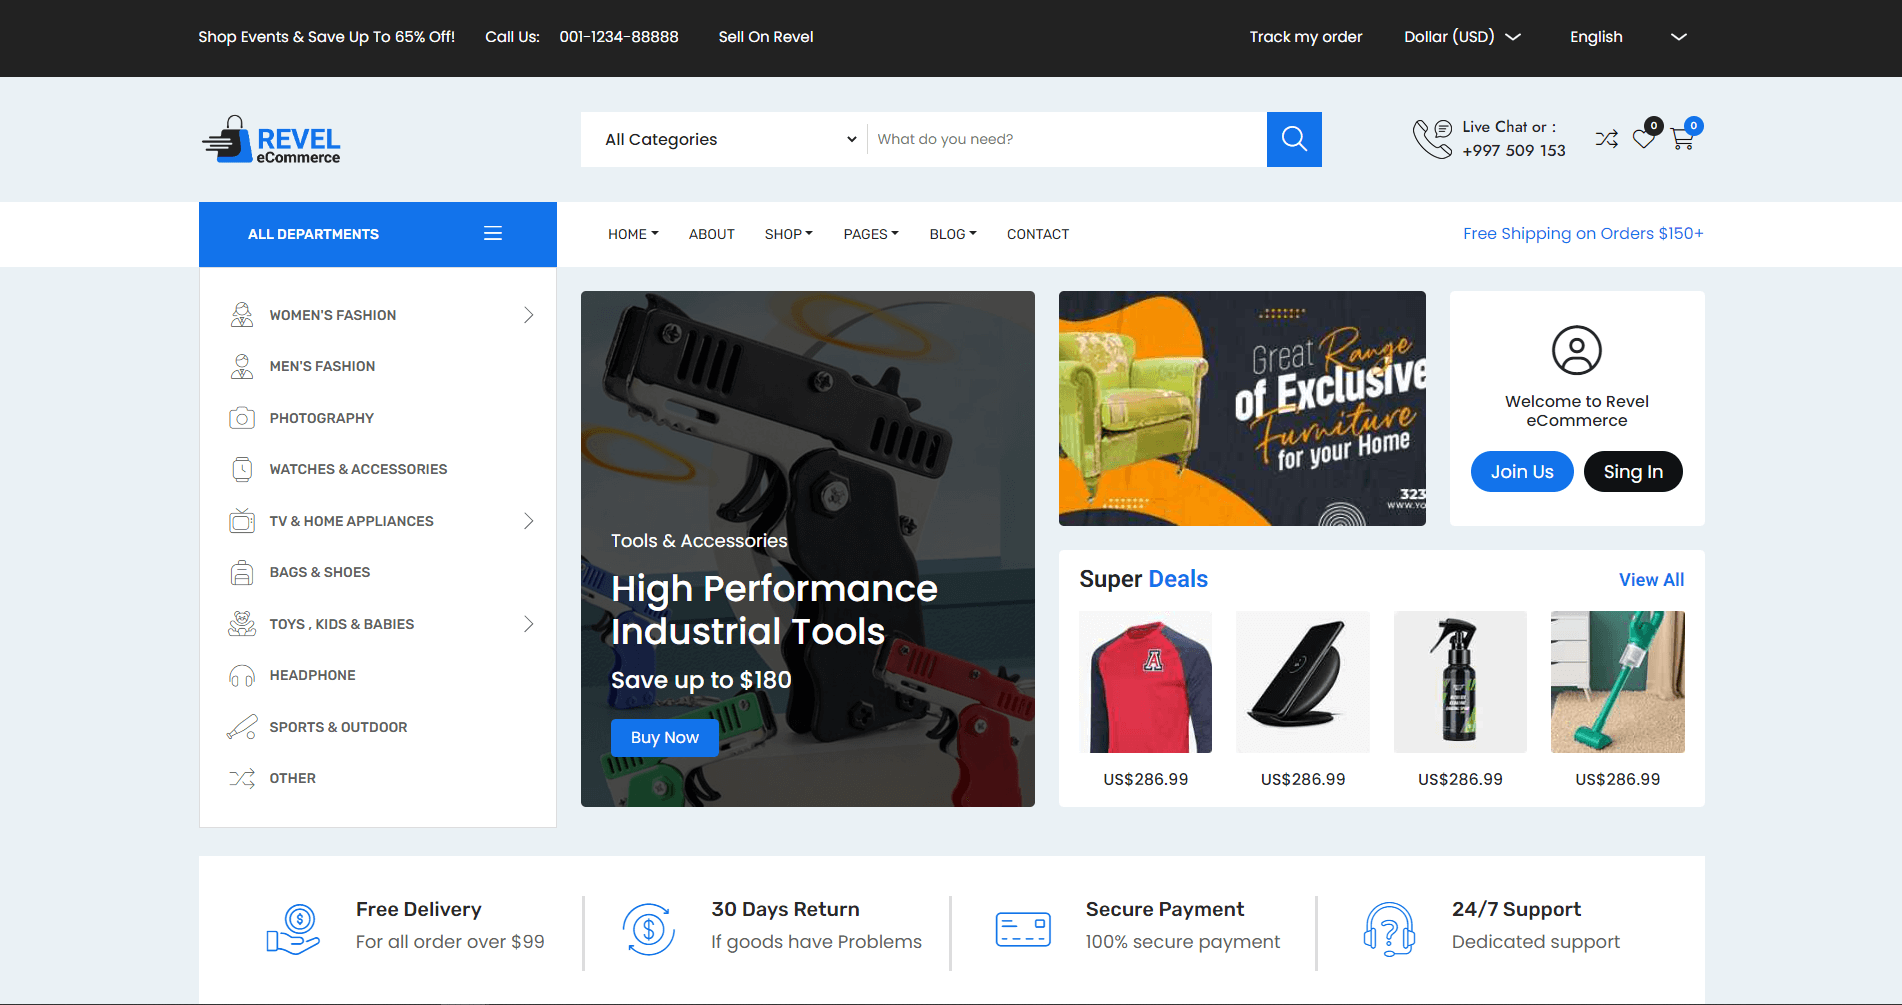 Shop Events & Save Up To 65% Off!
Call Us: 001-1234-88888
Sell On Revel
Track my order
Dollar (USD)
English
REVEL
eCommerce
All Categories
What do you need?
Live Chat or :
+997 509 153
0
0
ALL DEPARTMENTS
HOME
ABOUT
SHOP
PAGES
BLOG
CONTACT
Free Shipping on Orders $150+
WOMEN'S FASHION
MEN'S FASHION
PHOTOGRAPHY
WATCHES & ACCESSORIES
TV & HOME APPLIANCES
BAGS & SHOES
TOYS , KIDS & BABIES
HEADPHONE
SPORTS & OUTDOOR
OTHER
Tools & Accessories
High Performance
Industrial Tools
Save up to $180
Buy Now
Great Range
of Exclusive
Furniture
for your Home
323
WWW.YO
Welcome to Revel
eCommerce
Join Us
Sing In
Super Deals
View All
A
US$286.99
US$286.99
US$286.99
US$286.99
Free Delivery
For all order over $99
30 Days Return
If goods have Problems
Secure Payment
100% secure payment
24/7 Support
Dedicated support